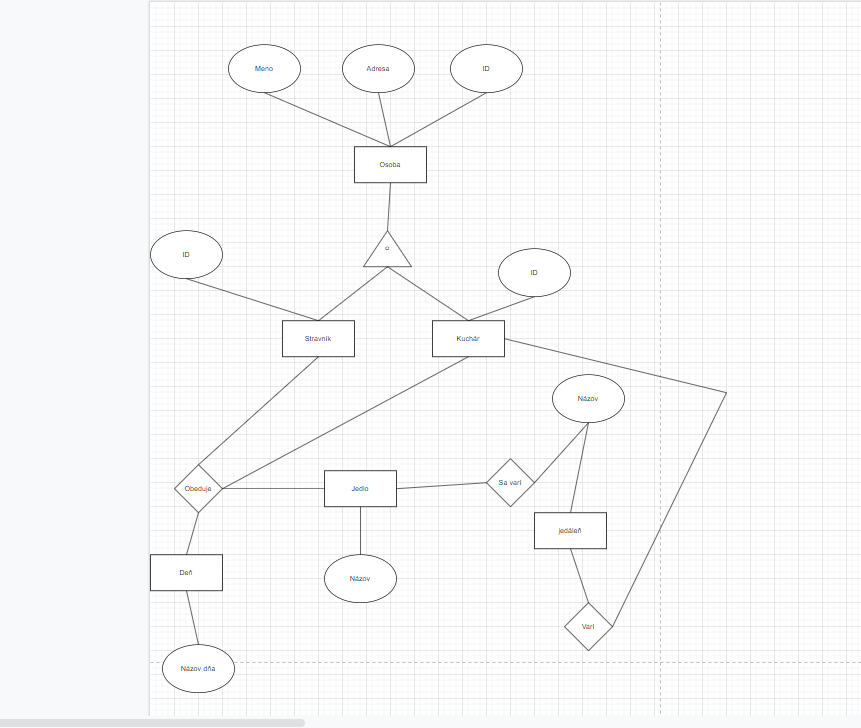 Meno
Adresa
ID
Osoba
ID
ID
Stravník
Kuchár
Názov
Obeduje
Jedlo
Sa varí
jedáleň
Deň
Názov
Varí
Názov dňa